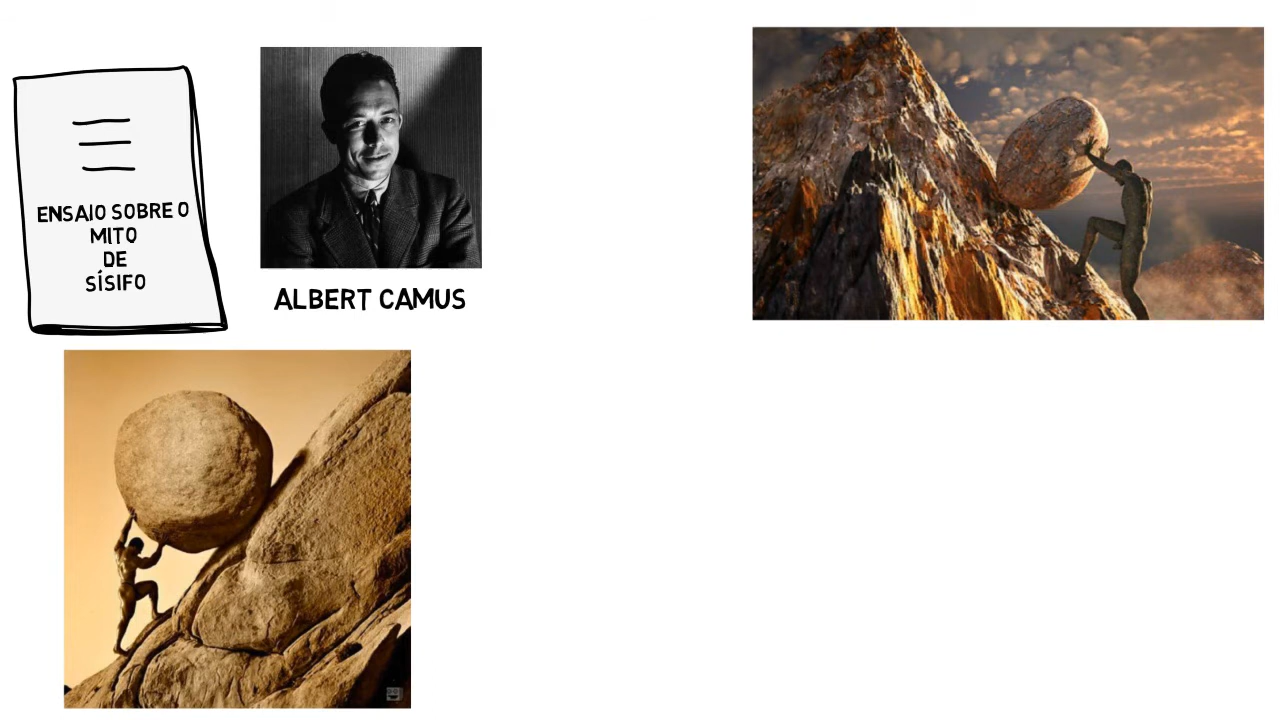 ENSAIO SOBRE O
MITO
DE
SÍSIFO
ALBERT CAMUS